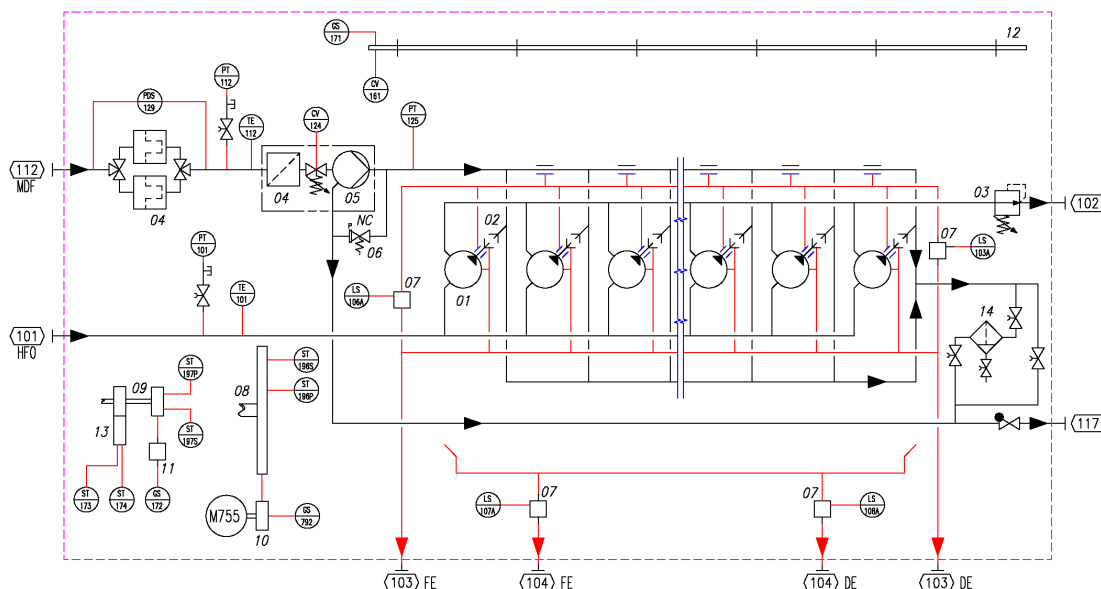 GS
171
12
CV
161
PDS
129
PT
112
TE
112
CV
124
PT
125
112
MDF
04
04
05
NC
P
06
02
03
102
07
LS
103A
PT
101
TE
101
LS
106A
07
01
101
HFO
14
ST
197P
09
08
ST
196S
ST
196P
13
ST
197S
11
117
ST
173
ST
174
GS
172
M755
10
GS
792
LS
107A
07
07
LS
108A
103 FE
104 FE
104 DE
103 DE